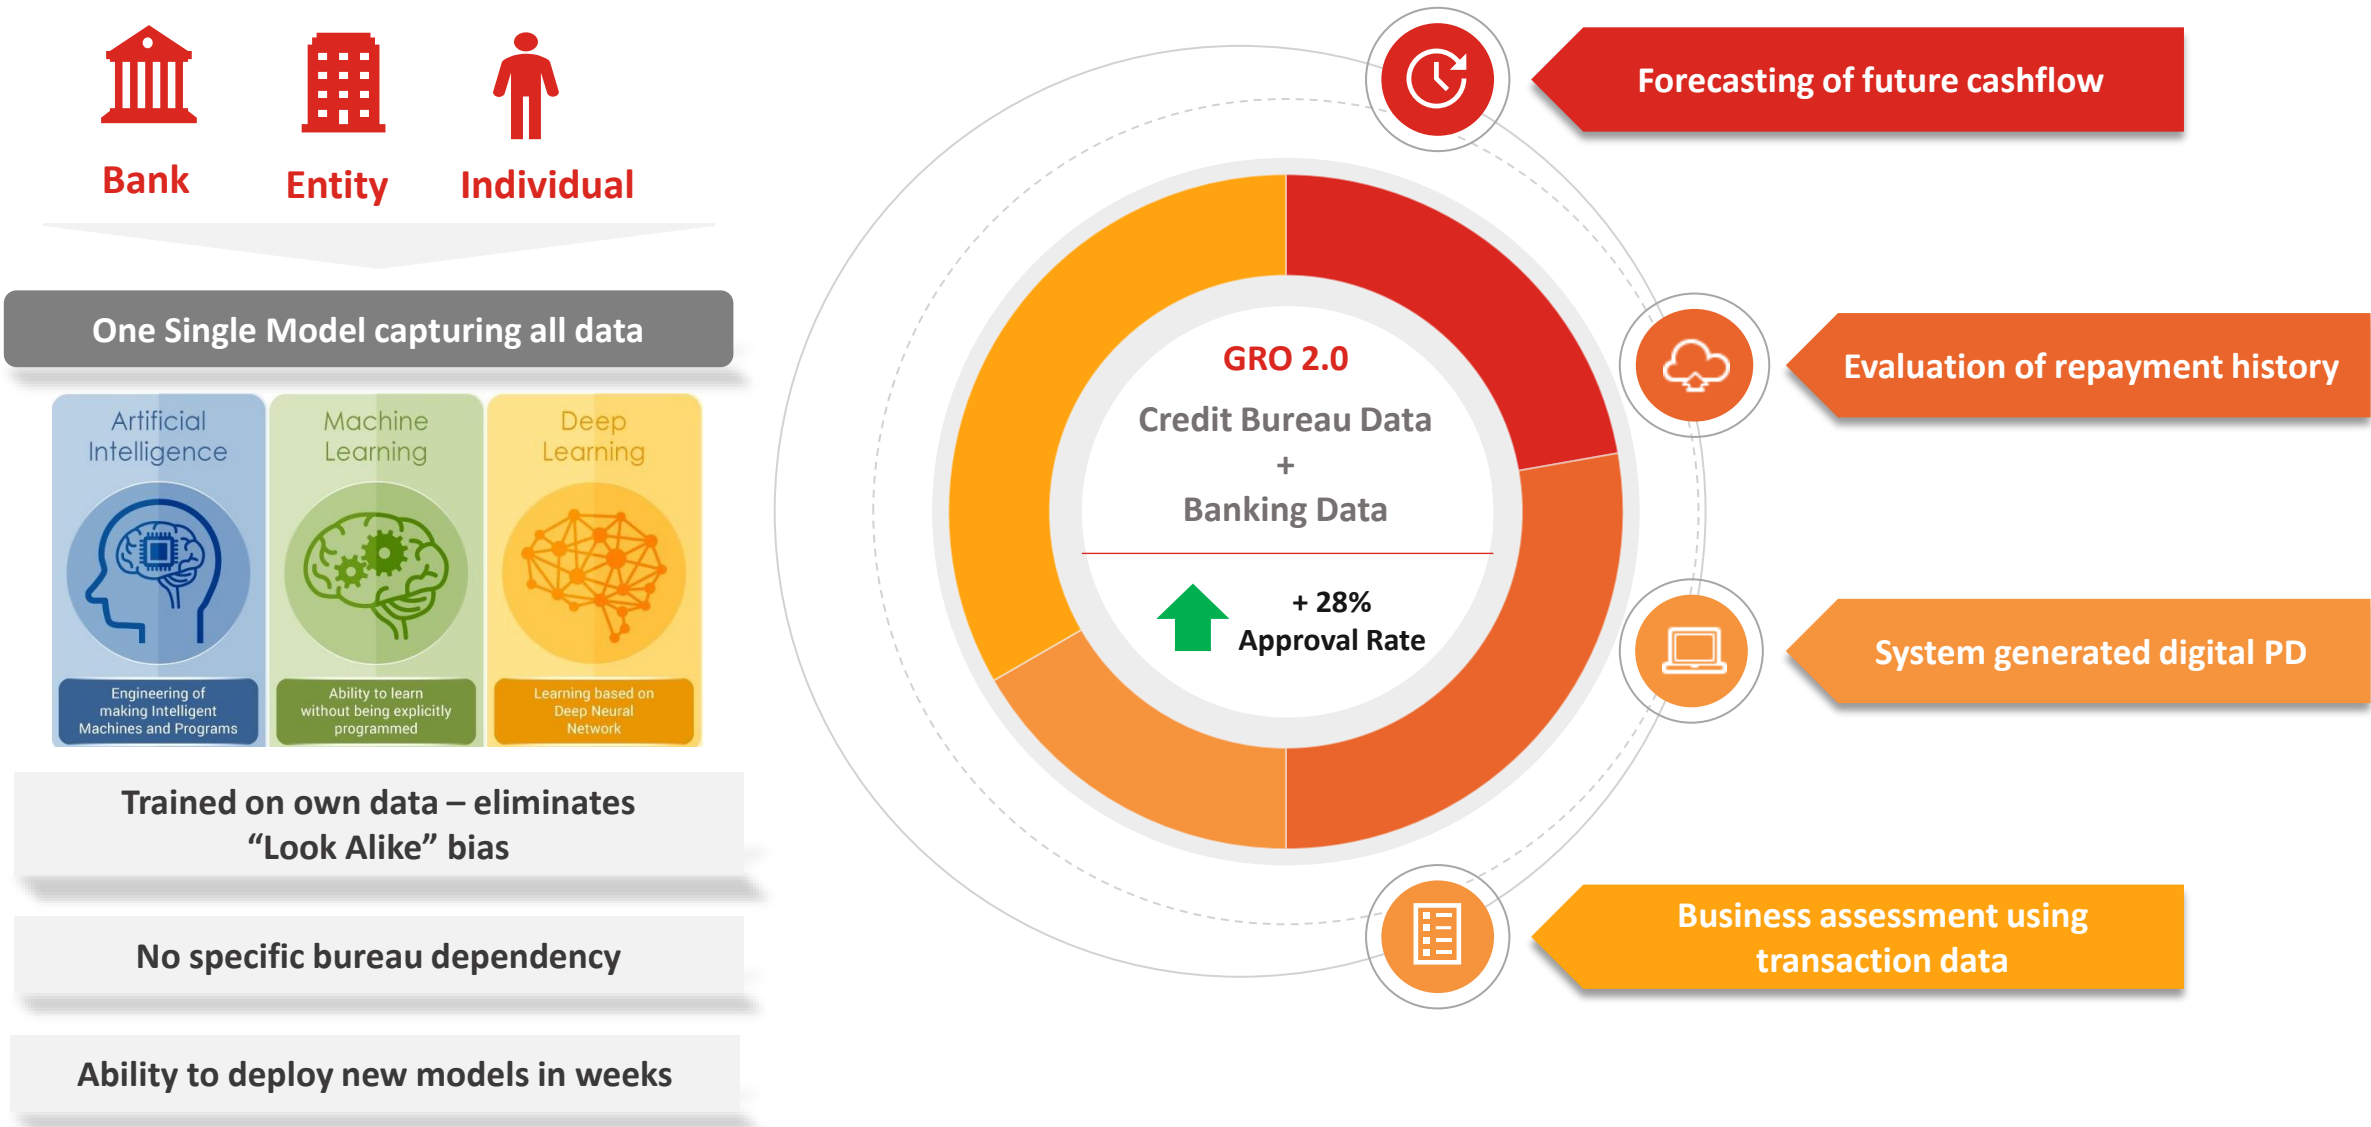 Bank
Entity
Individual
One Single Model capturing all data
Artificial
Intelligence
Machine
Learning
Deep
Learning
Engineering of
making Intelligent
Machines and Programs
Ability to learn
without being explicitly
programmed
Learning based on
Deep Neural
Network
Trained on own data – eliminates
“Look Alike” bias
No specific bureau dependency
Ability to deploy new models in weeks
GRO 2.0
Credit Bureau Data
+
Banking Data
+ 28%
Approval Rate
Forecasting of future cashflow
Evaluation of repayment history
System generated digital PD
Business assessment using
transaction data